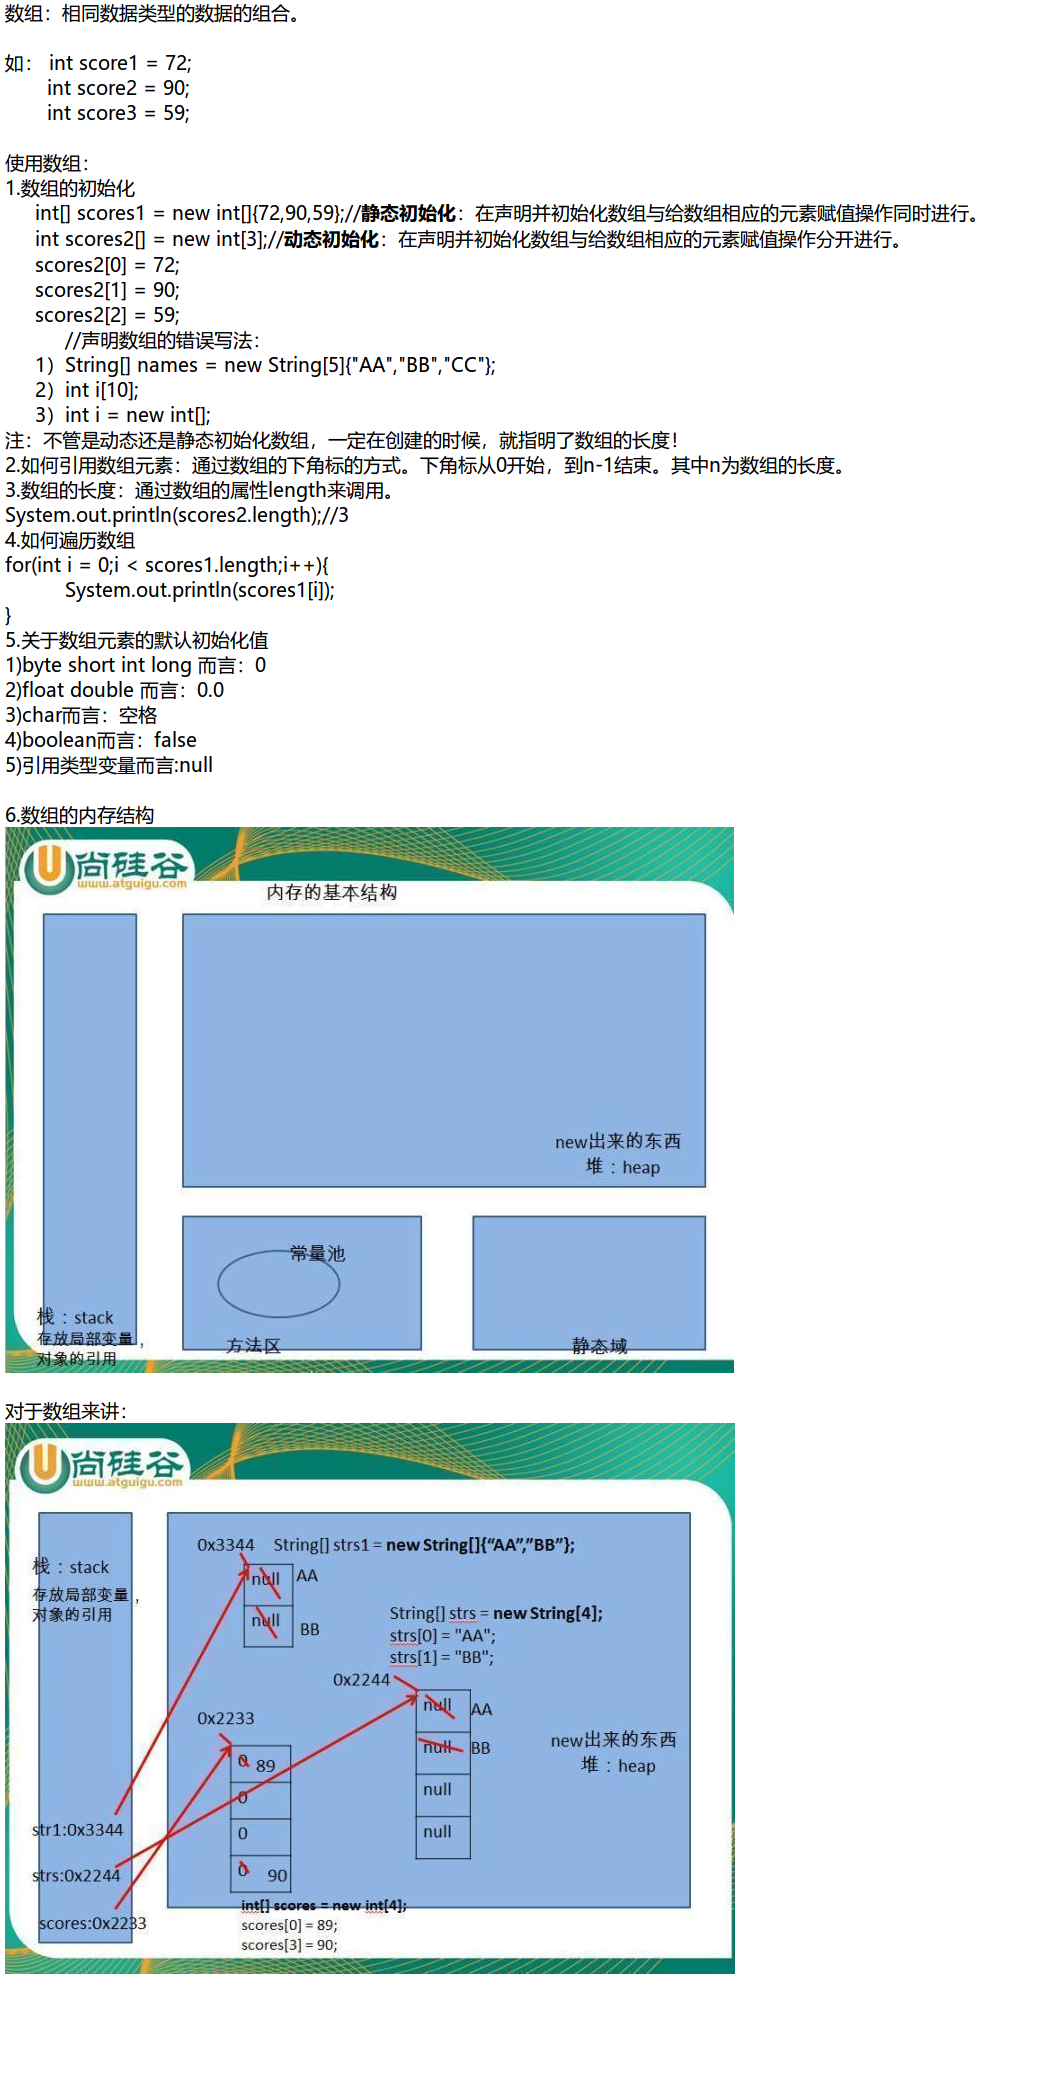 数组：相同数据类型的数据的组合。
如： int score1 = 72;
int score2 = 90;
int score3 = 59;
使用数组：
1.数组的初始化
int[] scores1 = new int[]{72,90,59};//静态初始化：在声明并初始化数组与给数组相应的元素赋值操作同时进行。
int scores2[] = new int[3];//动态初始化：在声明并初始化数组与给数组相应的元素赋值操作分开进行。
scores2[0] = 72;
scores2[1] = 90;
scores2[2] = 59;
//声明数组的错误写法：
1）String[] names = new String[5]{"AA","BB","CC"};
2）int i[10];
3）int i = new int[];
注：不管是动态还是静态初始化数组，一定在创建的时候，就指明了数组的长度！
2.如何引用数组元素：通过数组的下角标的方式。下角标从0开始，到n-1结束。其中n为数组的长度。
3.数组的长度：通过数组的属性length来调用。
System.out.println(scores2.length);//3
4.如何遍历数组
for(int i = 0;i < scores1.length;i++){
System.out.println(scores1[i]);
}
5.关于数组元素的默认初始化值
1)byte short int long 而言：0
2)float double 而言：0.0
3)char而言：空格
4)boolean而言：false
5)引用类型变量而言:null
6.数组的内存结构
U尚硅谷
www.atguigu.com
内存的基本结构
new出来的东西
堆：heap
常量池
栈：stack
存放局部变量，
对象的引用
方法区
静态域
对于数组来讲：
U尚硅谷
www.atguigu.com
0x3344 String[] strs1 = new String[]{“AA”,”BB”};
栈：stack
存放局部变量，
对象的引用
null AA
null BB
String[] strs = new String[4];
strs[0] = "AA";
strs[1] = "BB";
0x2244
null AA
null BB
null
null
0x2233
0 89
0
0
0 90
new出来的东西
堆：heap
str1:0x3344
strs:0x2244
scores:0x2233
int[] scores = new int[4];
scores[0] = 89;
scores[3] = 90;